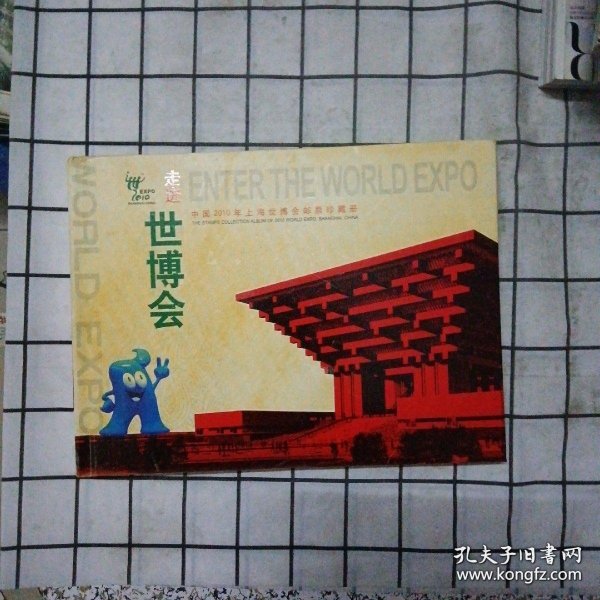 EXPO
2010
SHANGHAI CHINA
走进
世博会
ENTER THE WORLD EXPO
中国2010年上海世博会邮票珍藏册
THE STAMPS COLLECTION ALBUM OF 2010 WORLD EXPO, SHANGHAI, CHINA
WORLD EXPO
孔夫子旧书网
www.kongfz.com